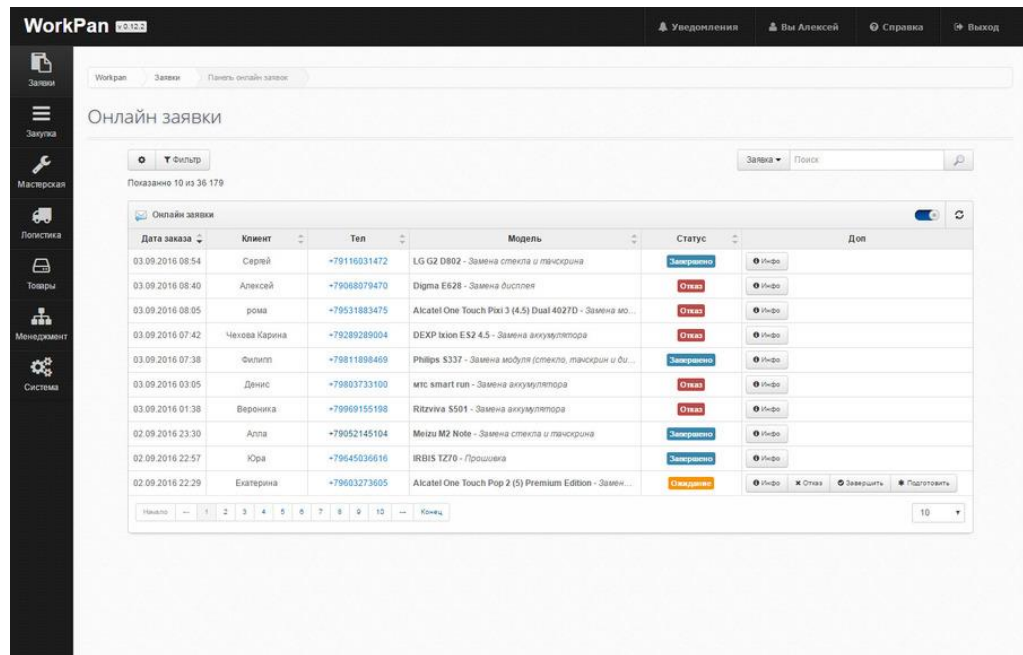 WorkPan v 0.12.2 Уведомления Вы Алексей Справка Выход
Заявки
Закупка
Мастерская
Логистика
Товары
Менеджмент
Система
Workpan Заявки Панель онлайн заявок
Онлайн заявки
Фильтр Заявка Поиск
Показанно 10 из 36 179
Онлайн заявки
Дата заказа Клиент Тел Модель Статус Доп
03.09.2016 08:54 Сергей +79116031472 LG G2 D802 - Замена стекла и тачскрина Завершено Инфо
03.09.2016 08:40 Алексей +79068079470 Digma E628 - Замена дисплея Отказ Инфо
03.09.2016 08:05 рома +79531883475 Alcatel One Touch Pixi 3 (4.5) Dual 4027D - Замена мо... Отказ Инфо
03.09.2016 07:42 Чехова Карина +79289289004 DEXP Ixion ES2 4.5 - Замена аккумулятора Отказ Инфо
03.09.2016 07:38 Филипп +79811898469 Philips S337 - Замена модуля (стекло, тачскрин и ди... Завершено Инфо
03.09.2016 03:05 Денис +79803733100 мтс smart run - Замена аккумулятора Отказ Инфо
03.09.2016 01:38 Вероника +79969155198 Ritzviva S501 - Замена аккумулятора Отказ Инфо
02.09.2016 23:30 Алла +79052145104 Meizu M2 Note - Замена стекла и тачскрина Завершено Инфо
02.09.2016 22:57 Юра +79645036616 IRBIS TZ70 - Прошивка Завершено Инфо
02.09.2016 22:29 Екатерина +79603273605 Alcatel One Touch Pop 2 (5) Premium Edition - Замен... Ожидание Инфо Отказ Завершить Подготовить
Начало ← 1 2 3 4 5 6 7 8 9 10 → Конец 10